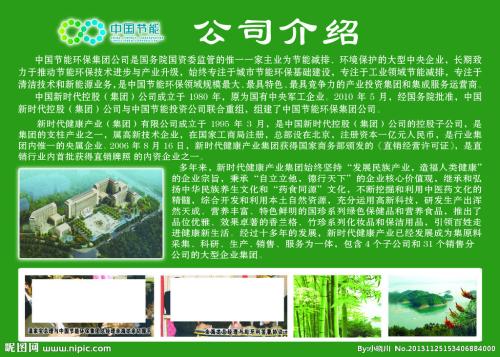 中国节能
公司介绍
中国节能环保集团公司是国务院国资委监管的惟一一家主业为节能减排、环境保护的大型中央企业，长期致
力于推动节能环保技术进步与产业升级，始终专注于城市节能环保基础建设，专注于工业领域节能减排，专注于
清洁技术和新能源业务，是中国节能环保领域规模最大、最具特色、最具竞争力的产业投资集团和集成服务运营商。
中国新时代控股（集团）公司成立于 1980 年，原为国有中央军工企业。2010 年 5 月，经国务院批准，中国
新时代控股（集团）公司与中国节能投资公司联合重组，组建了中国节能环保集团公司。
新时代健康产业（集团）有限公司成立于 1995 年 3 月，是中国新时代控股（集团）公司的控股子公司，是
集团的支柱产业之一，属高新技术企业，在国家工商局注册，总部设在北京，注册资本一亿元人民币，是行业集
团内惟一的央属企业。2006 年 8 月 16 日，新时代健康产业集团获得国家商务部颁发的《直销经营许可证》，是直
销行业内首批获得直销牌照 的内资企业之一。
多年来，新时代健康产业集团始终坚持 “发展民族产业，造福人类健康”
的企业宗旨，秉承 “自立立他，德行天下” 的企业核心价值观，继承和弘
扬中华民族养生文化和 “药食同源” 文化，不断挖掘和利用中医药文化的
精髓，综合开发和利用本土自然资源，充分运用高新科技，研发生产出浑
然天成、营养丰富、特色鲜明的国珍系列绿色保健品和营养食品，推出了
品位优雅、效果卓著的香兰格、竹珍系列化妆品和保洁用品，引领百姓走
进健康新生活。经过十多年的发展，新时代健康产业已经发展成为集原料
采集、科研、生产、销售、服务为一体，包含 4 个子公司和 31 个销售分
公司的大型企业集团。
昵图网 www.nipic.com
By:小晓川 No.20131125153406884000